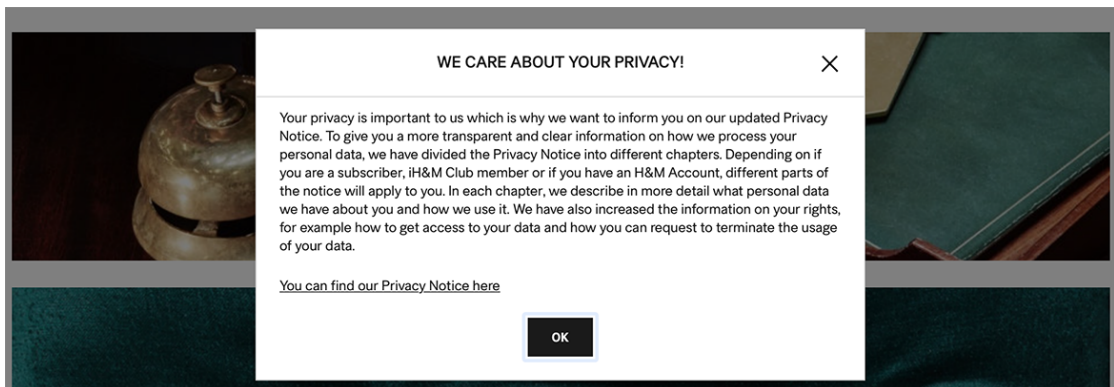 WE CARE ABOUT YOUR PRIVACY!
Your privacy is important to us which is why we want to inform you on our updated Privacy
Notice. To give you a more transparent and clear information on how we process your
personal data, we have divided the Privacy Notice into different chapters. Depending on if
you are a subscriber, iH&M Club member or if you have an H&M Account, different parts of
the notice will apply to you. In each chapter, we describe in more detail what personal data
we have about you and how we use it. We have also increased the information on your rights,
for example how to get access to your data and how you can request to terminate the usage
of your data.
You can find our Privacy Notice here
OK